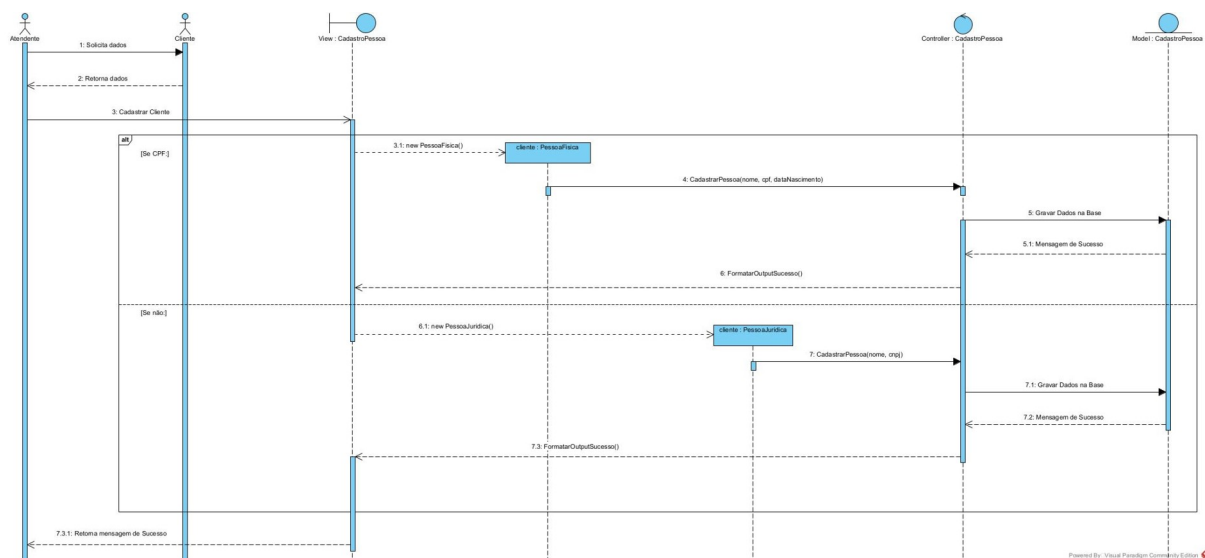 Atendente
Cliente
View : CadastroPessoa
Controller : CadastroPessoa
Model : CadastroPessoa
1: Solicita dados
2: Retorna dados
3: Cadastrar Cliente
alt
[Se CPF:]
3.1: new PessoaFisica()
cliente : PessoaFisica
4: CadastrarPessoa(nome, cpf, dataNascimento)
5: Gravar Dados na Base
5.1: Mensagem de Sucesso
6: FormatarOutputSucesso()
[Se não:]
6.1: new PessoaJuridica()
cliente : PessoaJuridica
7: CadastrarPessoa(nome, cnpj)
7.1: Gravar Dados na Base
7.2: Mensagem de Sucesso
7.3: FormatarOutputSucesso()
7.3.1: Retorna mensagem de Sucesso
Powered By: Visual Paradigm Community Edition